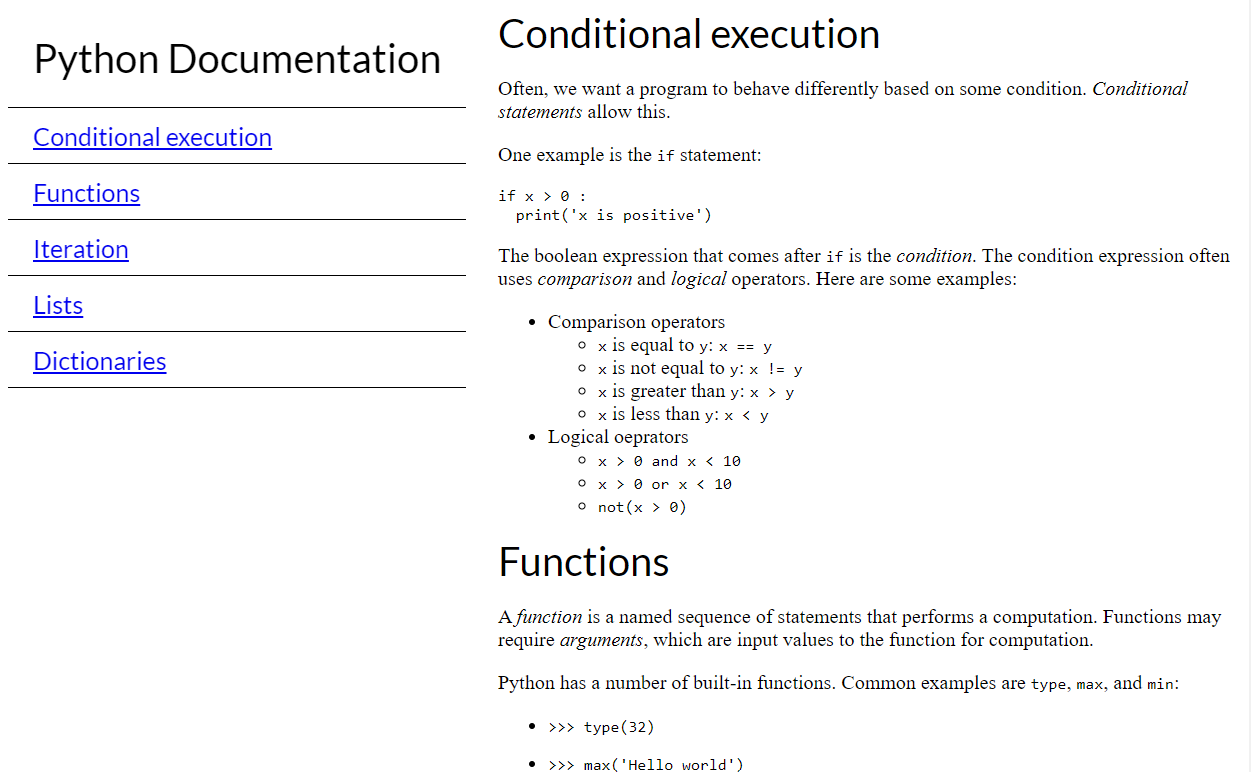 Python Documentation
Conditional execution
Functions
Iteration
Lists
Dictionaries
Conditional execution
Often, we want a program to behave differently based on some condition. Conditional
statements allow this.
One example is the if statement:
if x > 0 :
  print('x is positive')
The boolean expression that comes after if is the condition. The condition expression often
uses comparison and logical operators. Here are some examples:
• Comparison operators
◦ x is equal to y: x == y
◦ x is not equal to y: x != y
◦ x is greater than y: x > y
◦ x is less than y: x < y
• Logical oeprators
◦ x > 0 and x < 10
◦ x > 0 or x < 10
◦ not(x > 0)
Functions
A function is a named sequence of statements that performs a computation. Functions may
require arguments, which are input values to the function for computation.
Python has a number of built-in functions. Common examples are type, max, and min:
• >>> type(32)
• >>> max('Hello world')